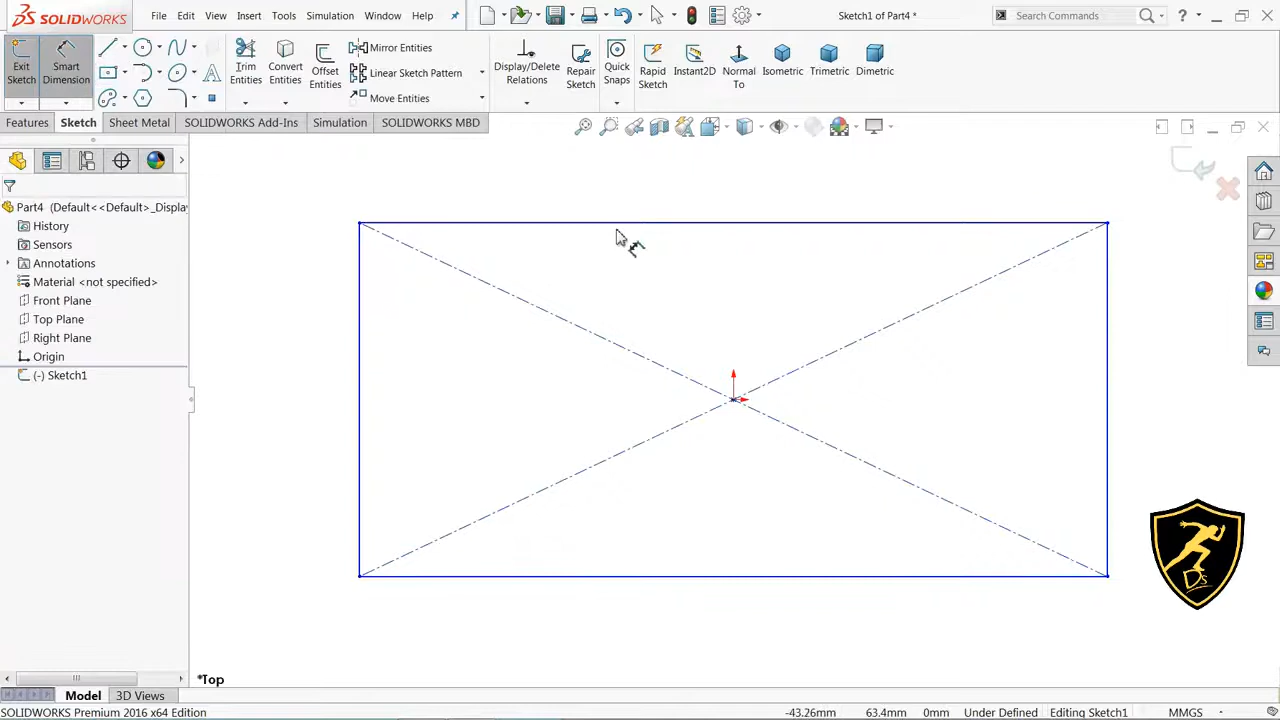 SOLIDWORKS File Edit View Insert Tools Simulation Window Help Sketch1 of Part4 * Search Commands ?
Exit Sketch
Smart Dimension
Trim Entities
Convert Entities
Offset Entities
Mirror Entities
Linear Sketch Pattern
Move Entities
Display/Delete Relations
Repair Sketch
Quick Snaps
Rapid Sketch
Instant2D
Normal To
Isometric
Trimetric
Dimetric
Features Sketch Sheet Metal SOLIDWORKS Add-Ins Simulation SOLIDWORKS MBD
Part4 (Default<<Default>_Displa
History
Sensors
Annotations
Material <not specified>
Front Plane
Top Plane
Right Plane
Origin
(-) Sketch1
Ds
*Top
Model 3D Views
SOLIDWORKS Premium 2016 x64 Edition -43.26mm 63.4mm 0mm Under Defined Editing Sketch1 MMGS